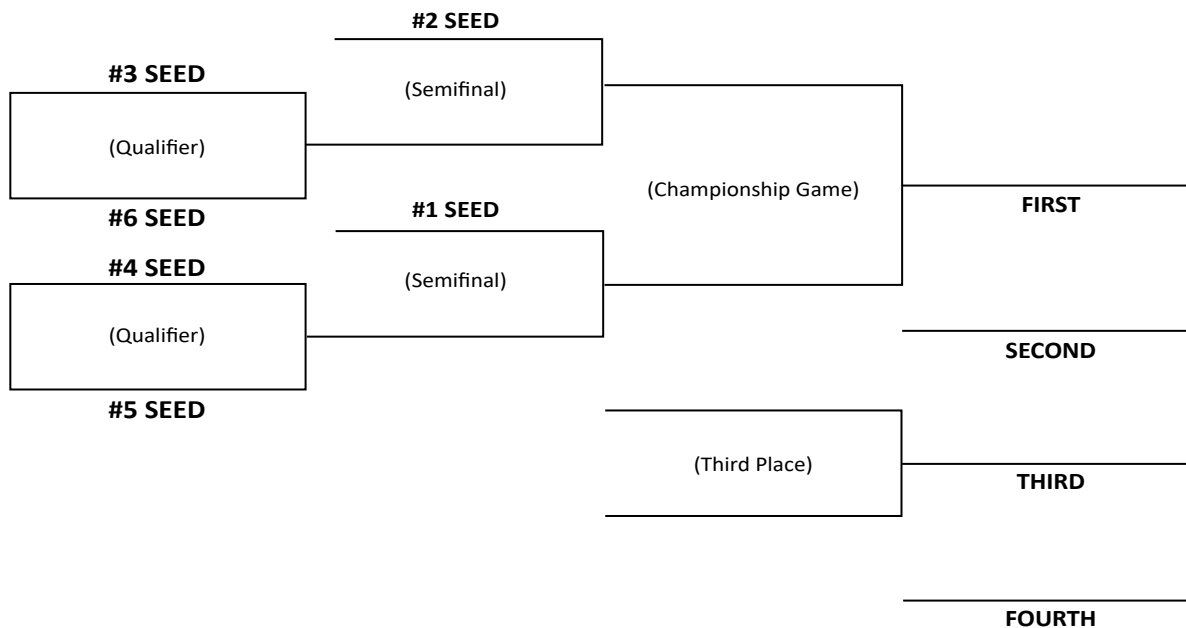 #2 SEED
#3 SEED
(Semifinal)
(Qualifier)
(Championship Game)
FIRST
#6 SEED
#1 SEED
#4 SEED
(Semifinal)
(Qualifier)
SECOND
#5 SEED
(Third Place)
THIRD
FOURTH